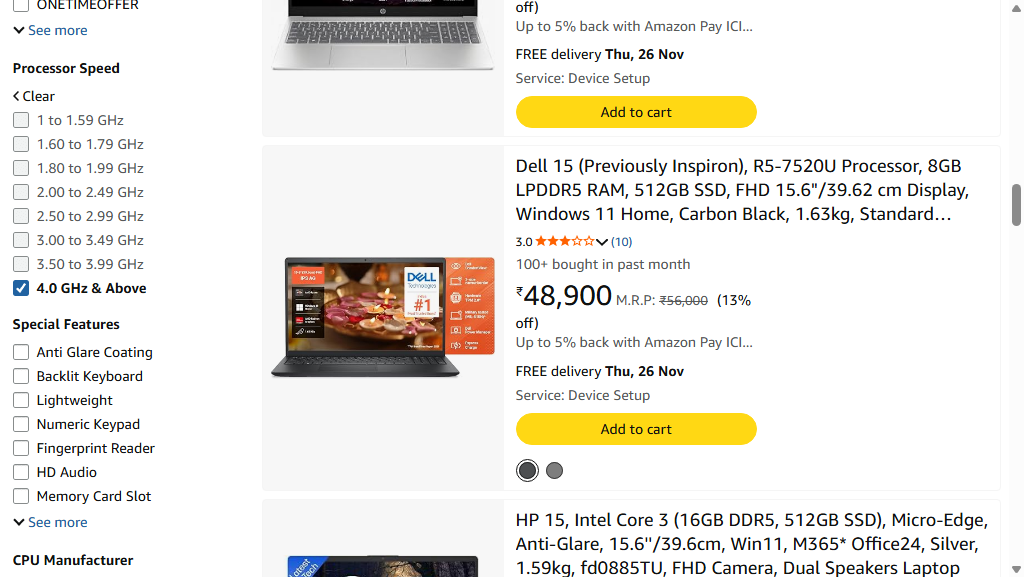 ONETIMEOFFER
See more
Processor Speed
Clear
1 to 1.59 GHz
1.60 to 1.79 GHz
1.80 to 1.99 GHz
2.00 to 2.49 GHz
2.50 to 2.99 GHz
3.00 to 3.49 GHz
3.50 to 3.99 GHz
4.0 GHz & Above
Special Features
Anti Glare Coating
Backlit Keyboard
Lightweight
Numeric Keypad
Fingerprint Reader
HD Audio
Memory Card Slot
See more
CPU Manufacturer
off)
Up to 5% back with Amazon Pay ICI...
FREE delivery Thu, 26 Nov
Service: Device Setup
Add to cart
DELL
Technologies
#1
Dell 15 (Previously Inspiron), R5-7520U Processor, 8GB
LPDDR5 RAM, 512GB SSD, FHD 15.6"/39.62 cm Display,
Windows 11 Home, Carbon Black, 1.63kg, Standard...
3.0 (10)
100+ bought in past month
₹48,900 M.R.P: ₹56,000 (13%
off)
Up to 5% back with Amazon Pay ICI...
FREE delivery Thu, 26 Nov
Service: Device Setup
Add to cart
HP 15, Intel Core 3 (16GB DDR5, 512GB SSD), Micro-Edge,
Anti-Glare, 15.6''/39.6cm, Win11, M365* Office24, Silver,
1.59kg, fd0885TU, FHD Camera, Dual Speakers Laptop